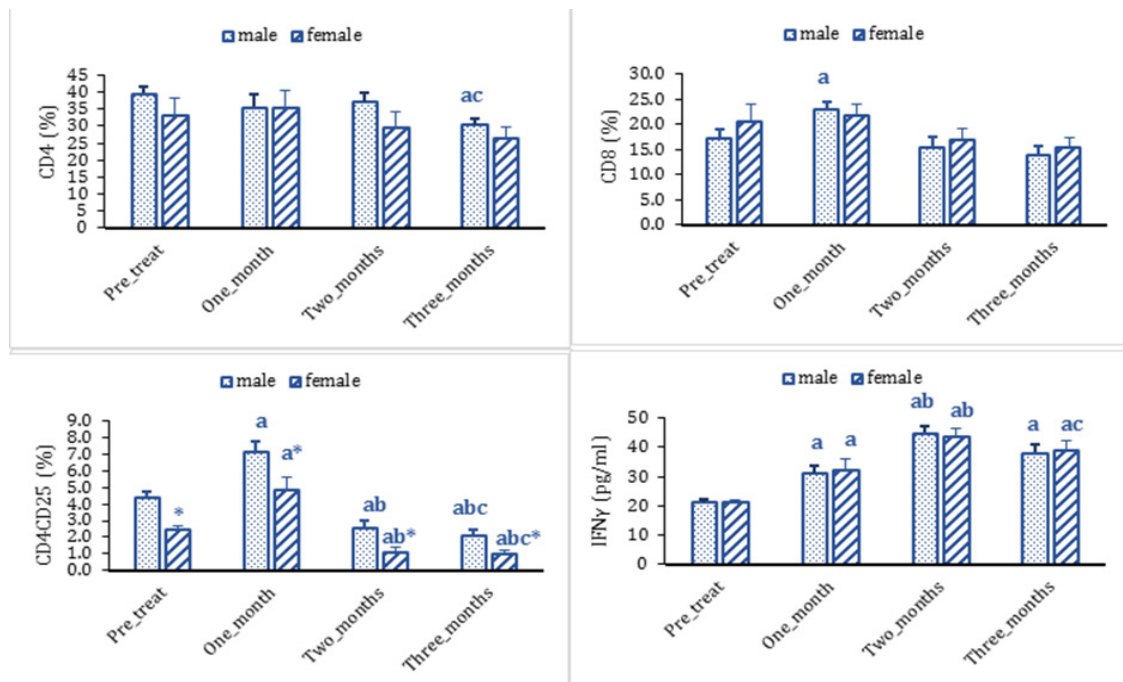 male female
CD4 (%)
45
40
35
30
25
20
15
10
5
0
ac
Pre_treat
One_month
Two_months
Three_months
male female
CD8 (%)
30.0
25.0
20.0
15.0
10.0
5.0
0.0
a
Pre_treat
One_month
Two_months
Three_months
male female
CD4CD25 (%)
9.0
8.0
7.0
6.0
5.0
4.0
3.0
2.0
1.0
0.0
*
a
a*
ab
ab*
abc
abc*
Pre_treat
One_month
Two_months
Three_months
male female
IFNγ (pg/ml)
50
40
30
20
10
0
a
a
ab
ab
a
ac
Pre_treat
One_month
Two_months
Three_months